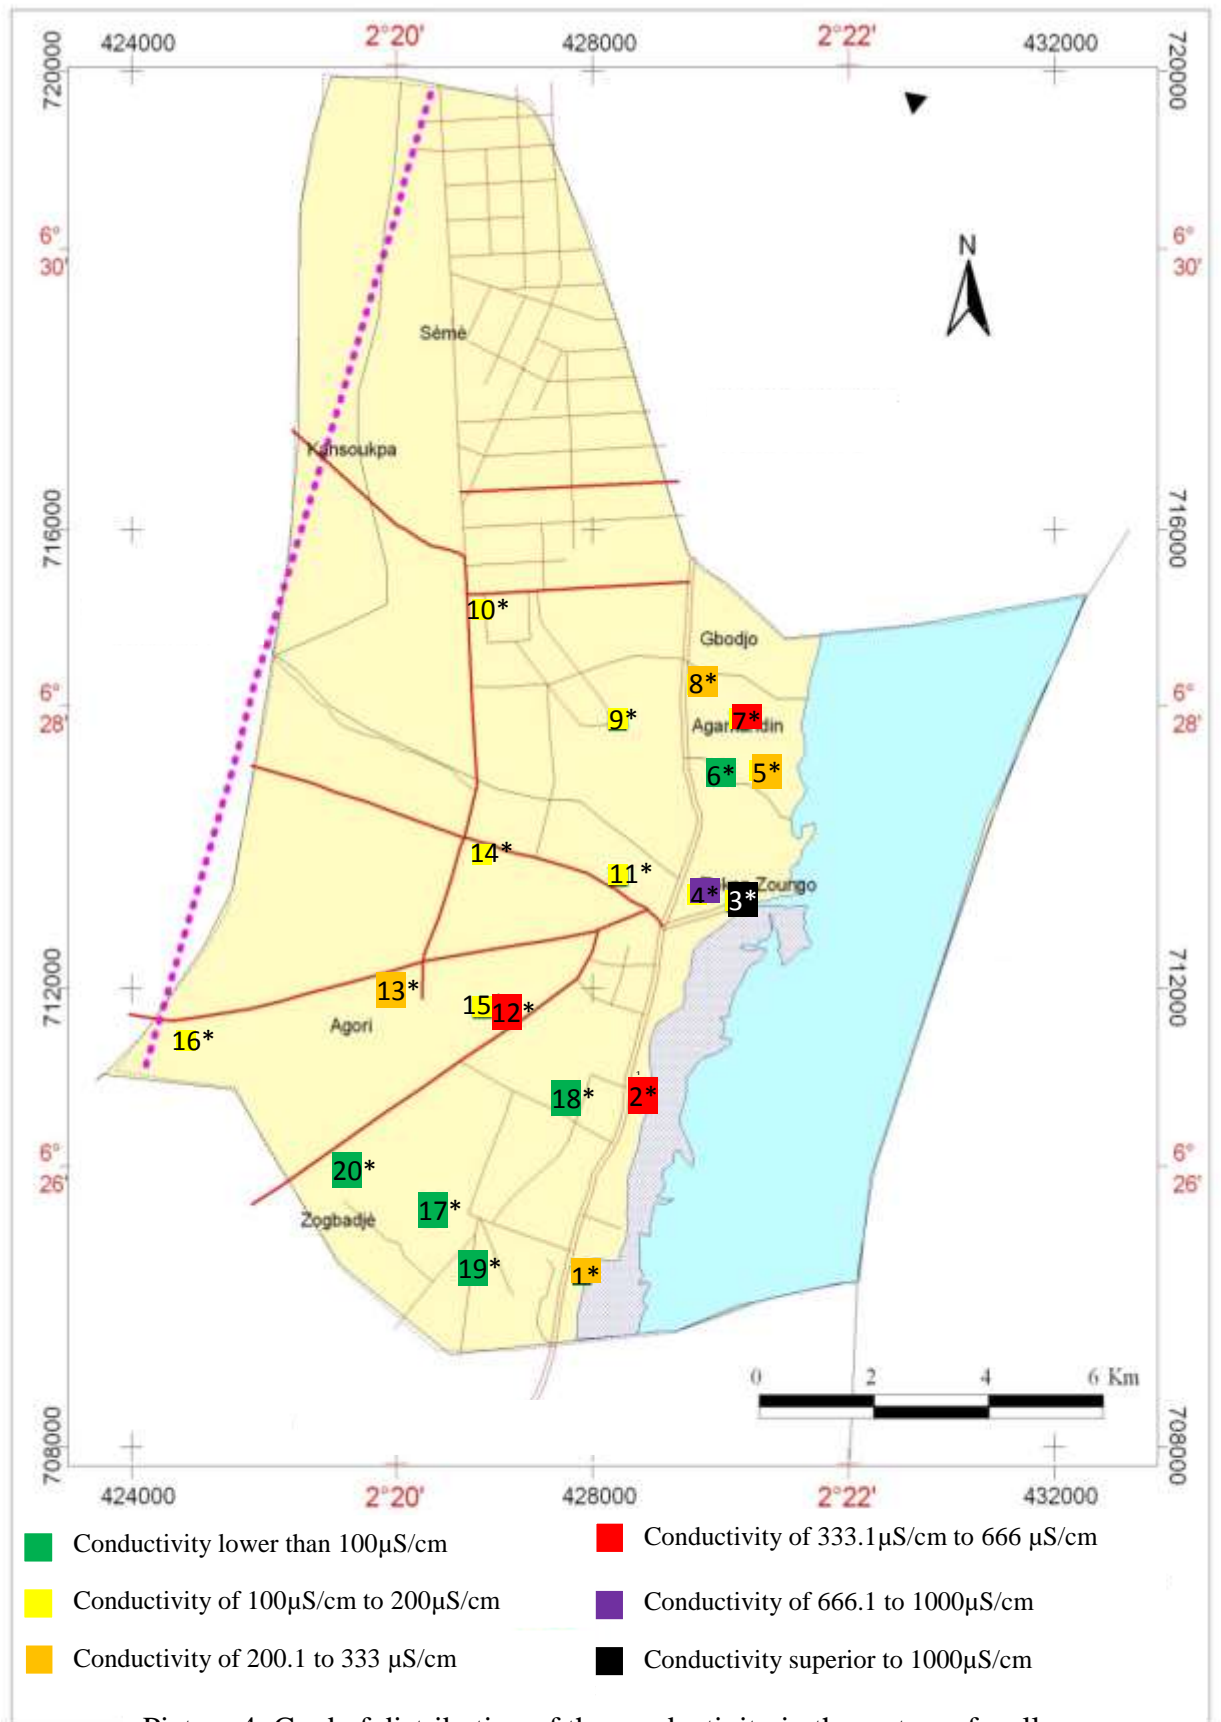 424000 2°20' 428000 2°22' 432000
720000 720000
6° 30' 6° 30'
N
Sèmè
Kansoukpa
716000 716000
10*
Gbodjo
8*
6° 28' 6° 28'
9* 7*
6* 5*
14* 11*
4* 3* Zoungo
712000 712000
13* 15 12*
Agori
16*
18* 2*
6° 26' 6° 26'
20*
17*
Zogbadjè
19* 1*
0 2 4 6 Km
708000 708000
424000 2°20' 428000 2°22' 432000
Conductivity lower than 100µS/cm
Conductivity of 100µS/cm to 200µS/cm
Conductivity of 200.1 to 333 µS/cm
Conductivity of 333.1µS/cm to 666 µS/cm
Conductivity of 666.1 to 1000µS/cm
Conductivity superior to 1000µS/cm